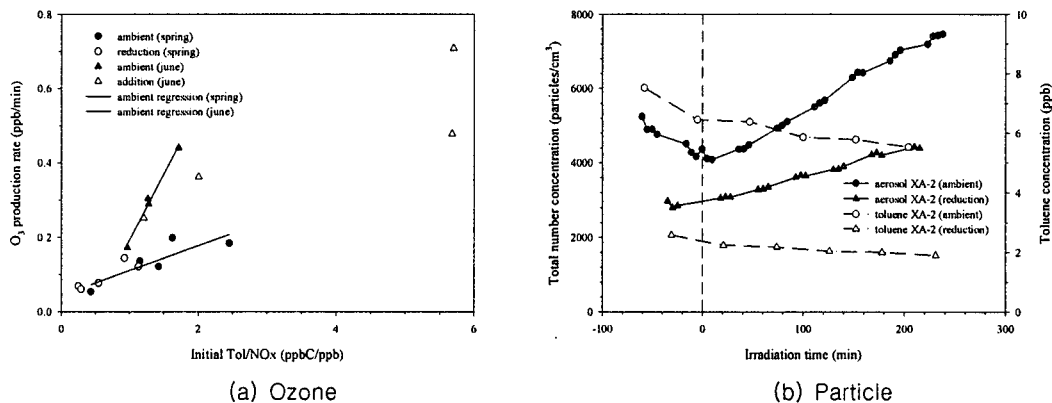 0.8
0.6
0.4
0.2
0.0
O3 production rate (ppb/min)
ambient (spring)
reduction (spring)
ambient (june)
addition (june)
ambient regression (spring)
ambient regression (june)
0
2
4
6
Initial Tol/NOx (ppbC/ppb)
(a) Ozone
8000
6000
4000
2000
0
Total number concentration (particles/cm3)
aerosol XA-2 (ambient)
aerosol XA-2 (reduction)
toluene XA-2 (ambient)
toluene XA-2 (reduction)
10
8
6
4
2
0
Toluene concentration (ppb)
-100
0
100
200
300
Irradiation time (min)
(b) Particle